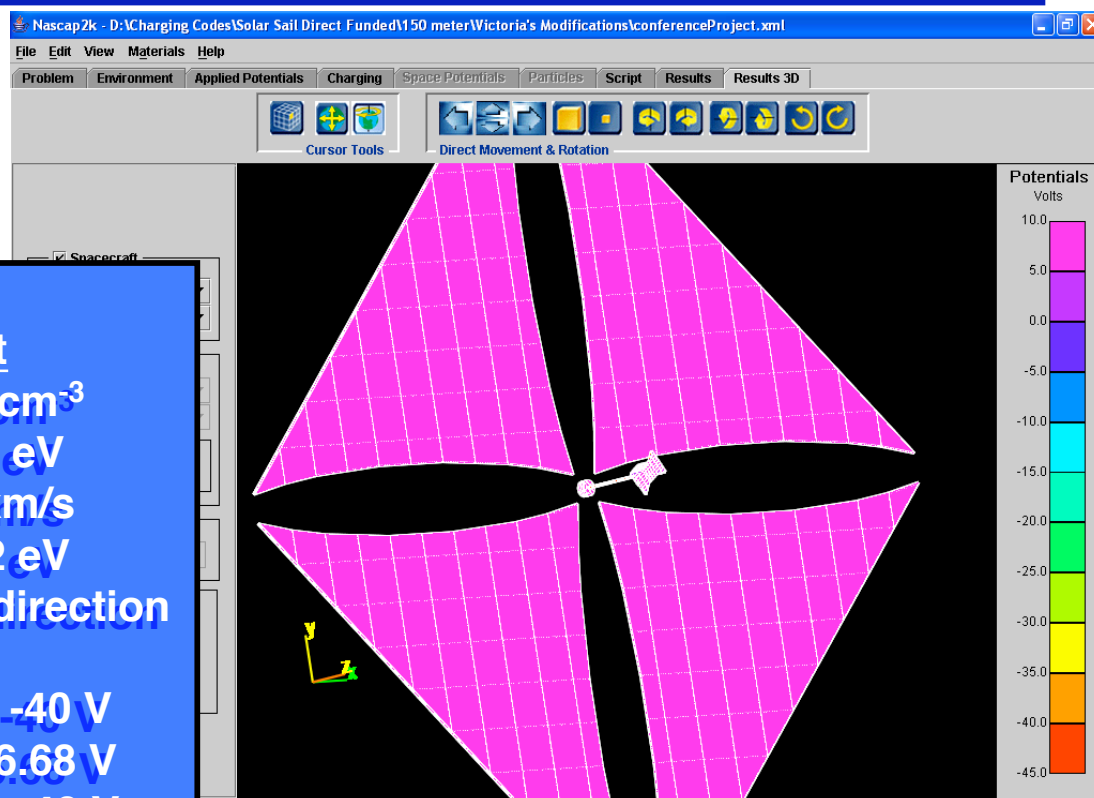 Nascap2k - D:\Charging Codes\Solar Sail Direct Funded\150 meter\Victoria's Modifications\conferenceProject.xml
File Edit View Materials Help
Problem Environment Applied Potentials Charging Space Potentials Particles Script Results Results 3D
Cursor Tools Direct Movement & Rotation
Spacecraft
cm-3
eV
km/s
eV
direction
-40 V
6.68 V
y
z x
Potentials
Volts
10.0
5.0
0.0
-5.0
-10.0
-15.0
-20.0
-25.0
-30.0
-35.0
-40.0
-45.0